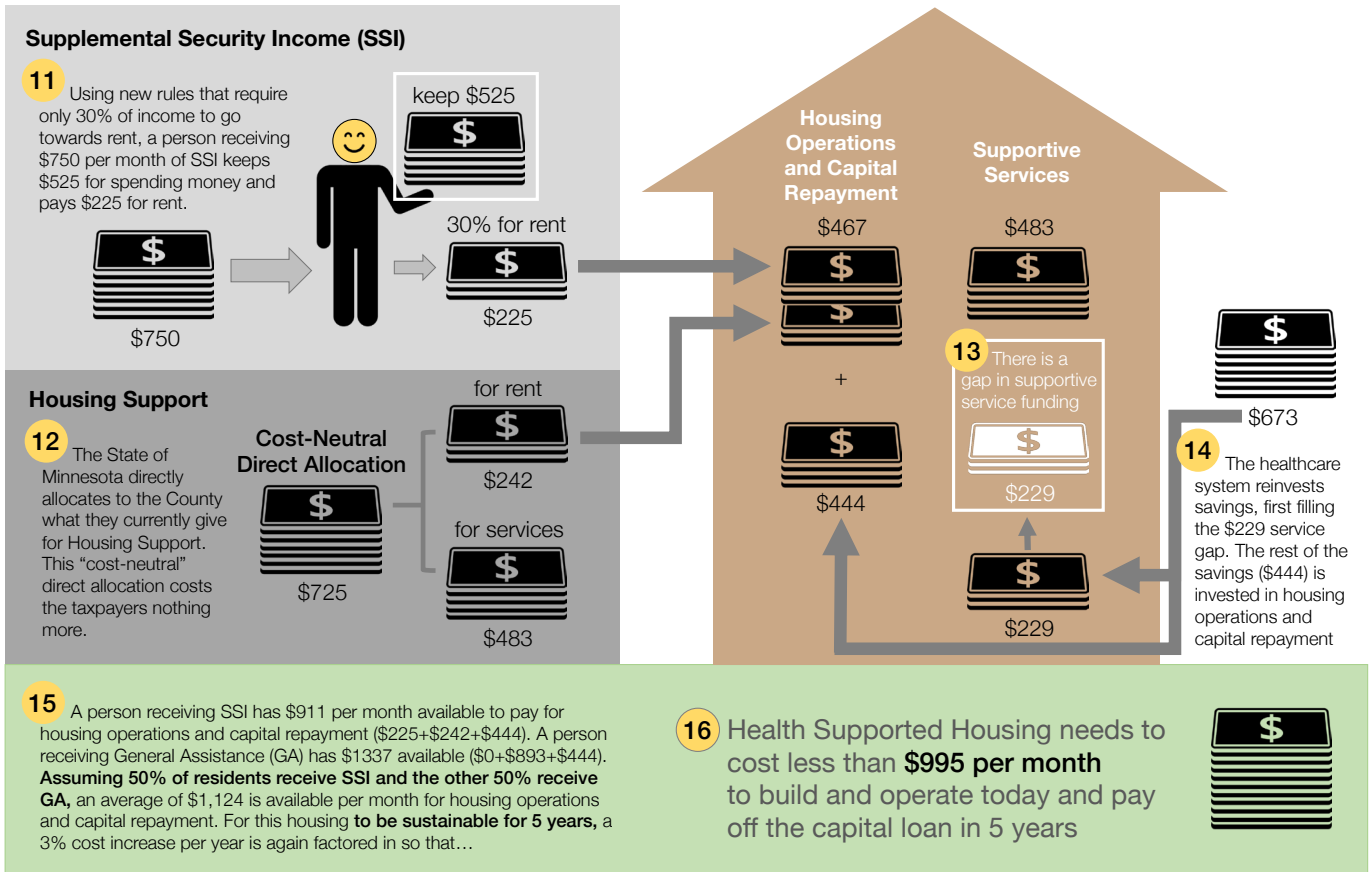 Supplemental Security Income (SSI)
11
Using new rules that require
only 30% of income to go
towards rent, a person receiving
$750 per month of SSI keeps
$525 for spending money and
pays $225 for rent.
$
$750
keep $525
$
30% for rent
$
$225
Housing Support
12
The State of
Minnesota directly
allocates to the County
what they currently give
for Housing Support.
This “cost-neutral”
direct allocation costs
the taxpayers nothing
more.
Cost-Neutral
Direct Allocation
$
$725
for rent
$
$242
for services
$
$483
Housing
Operations
and Capital
Repayment
$467
$
$
+
$
$444
Supportive
Services
$483
$
13
There is a
gap in supportive
service funding
$
$229
$
$229
$
$673
14
The healthcare
system reinvests
savings, first filling
the $229 service
gap. The rest of the
savings ($444) is
invested in housing
operations and
capital repayment
15
A person receiving SSI has $911 per month available to pay for
housing operations and capital repayment ($225+$242+$444). A person
receiving General Assistance (GA) has $1337 available ($0+$893+$444).
Assuming 50% of residents receive SSI and the other 50% receive
GA, an average of $1,124 is available per month for housing operations
and capital repayment. For this housing to be sustainable for 5 years, a
3% cost increase per year is again factored in so that…
16
Health Supported Housing needs to
cost less than $995 per month
to build and operate today and pay
off the capital loan in 5 years
$